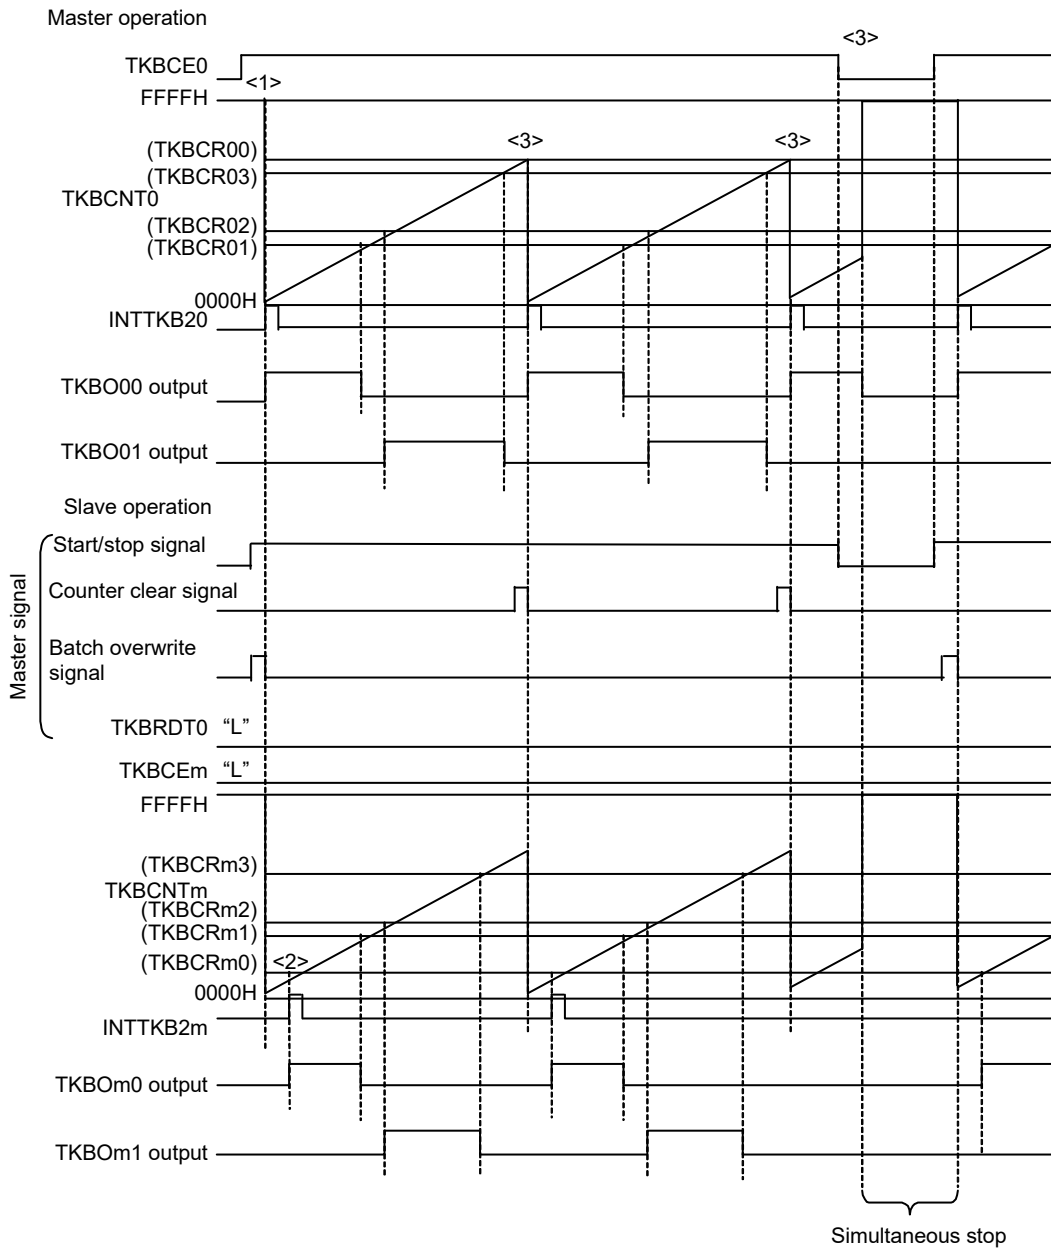 Master operation
<3>
TKBCE0
<1>
FFFFH
<3>
<3>
(TKBCR00)
(TKBCR03)
TKBCNT0
(TKBCR02)
(TKBCR01)
0000H
INTTKB20
TKBO00 output
TKBO01 output
Slave operation
Master signal
Start/stop signal
Counter clear signal
Batch overwrite
signal
TKBRDT0 “L”
TKBCEm “L”
FFFFH
(TKBCRm3)
TKBCNTm
(TKBCRm2)
(TKBCRm1)
(TKBCRm0)
<2>
0000H
INTTKB2m
TKBOm0 output
TKBOm1 output
Simultaneous stop